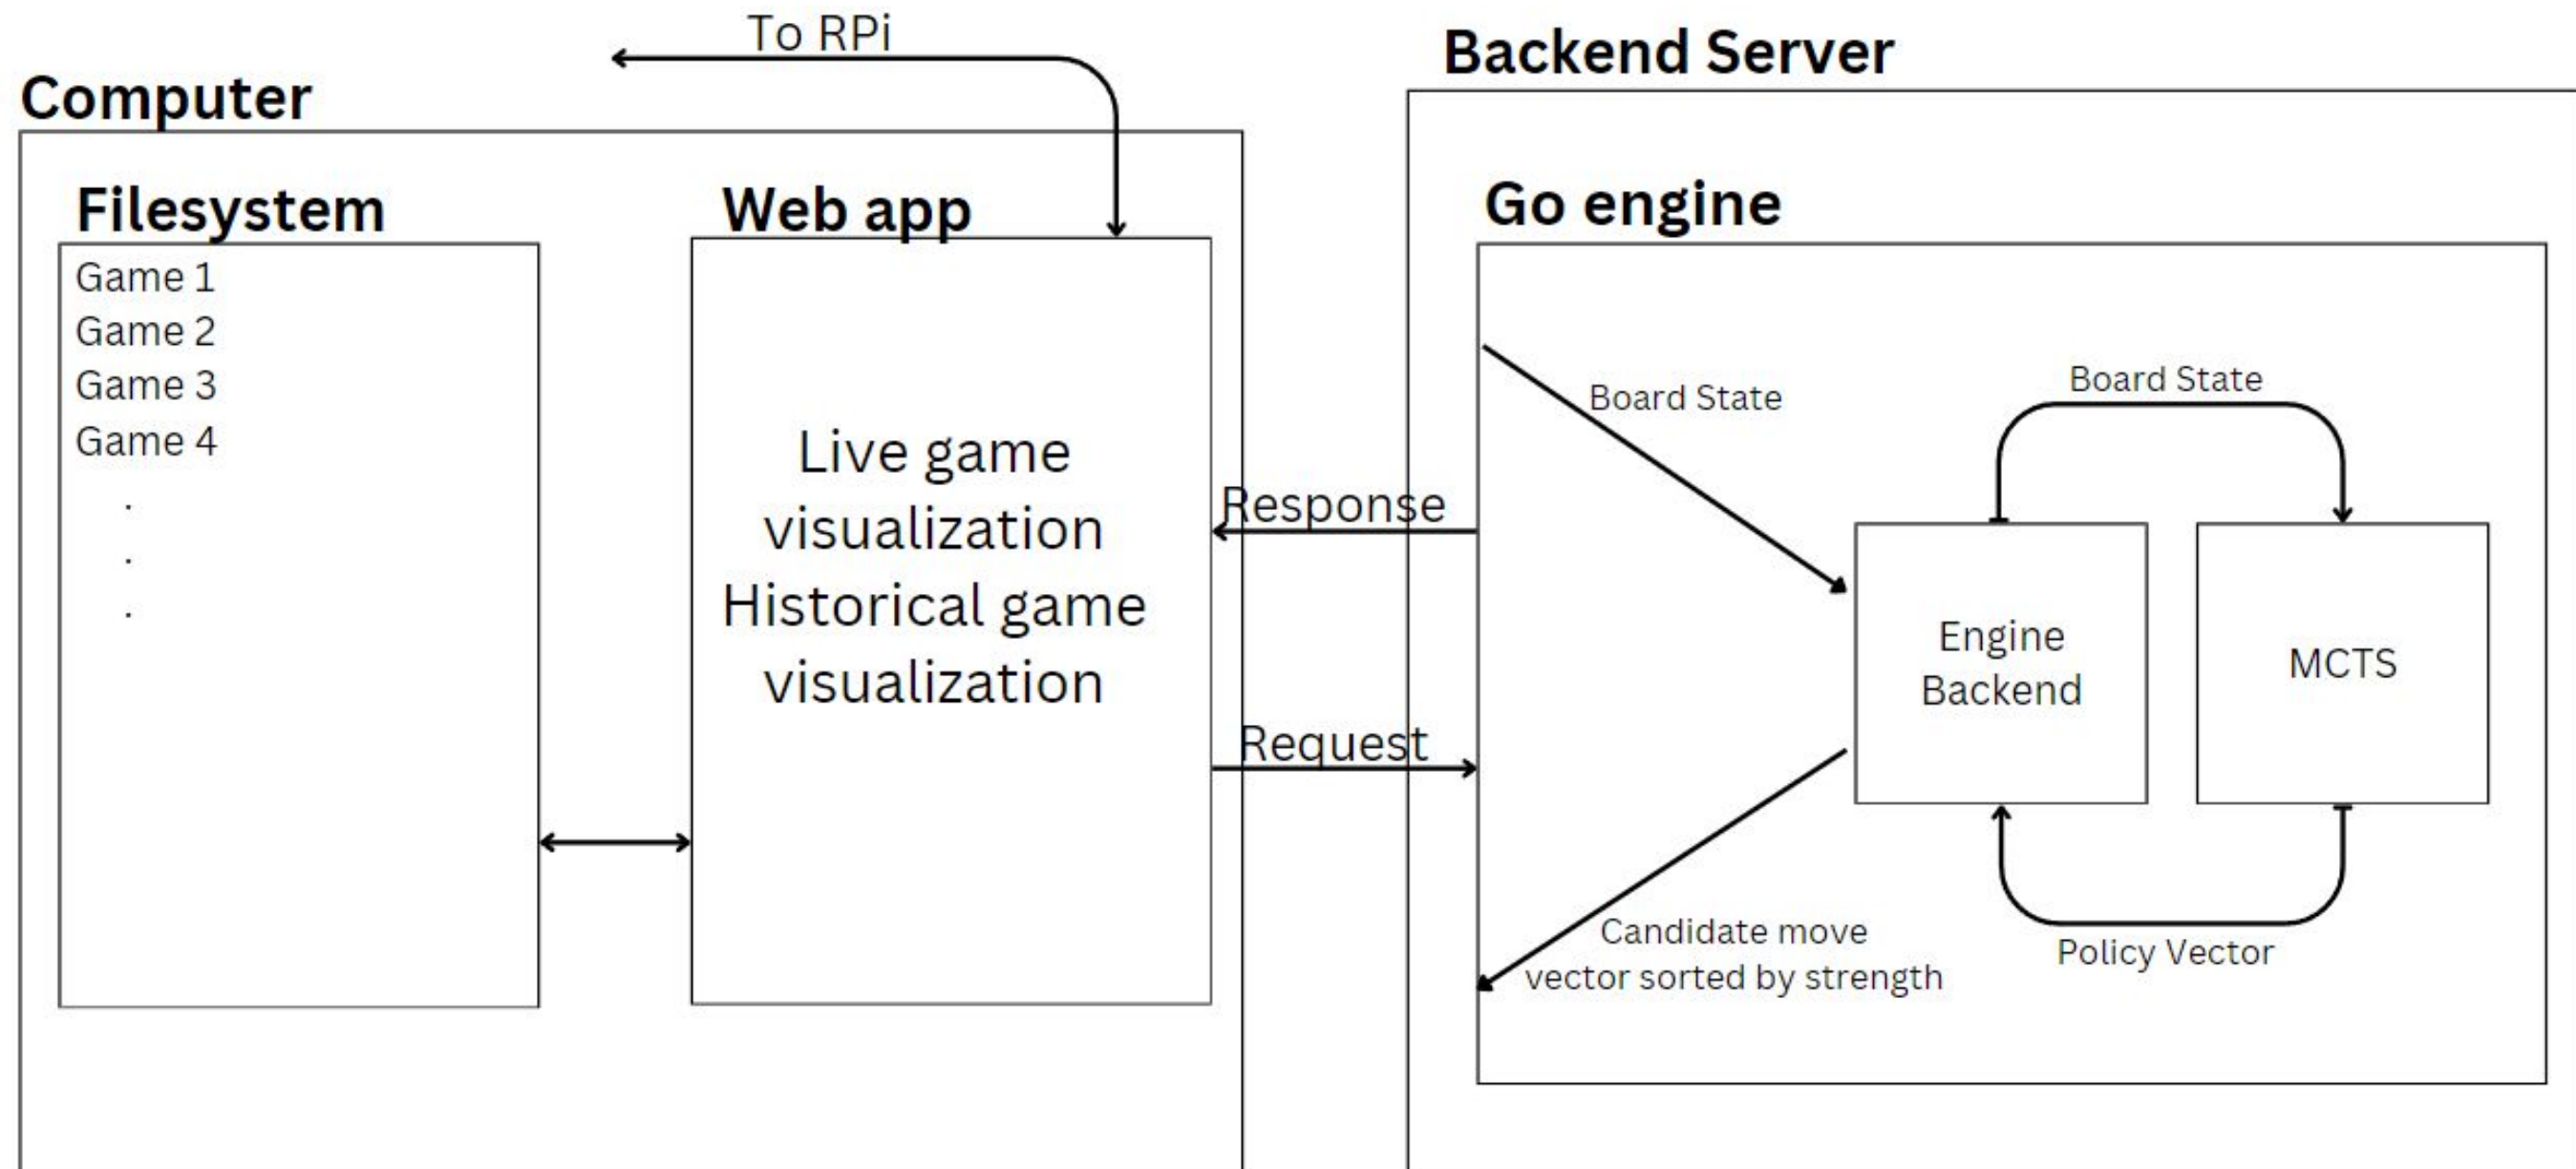 To RPi
Computer
Filesystem
Game 1
Game 2
Game 3
Game 4
.
.
.
Web app
Live game
visualization
Historical game
visualization
Response
Request
Backend Server
Go engine
Board State
Board State
Engine
Backend
MCTS
Candidate move
vector sorted by strength
Policy Vector